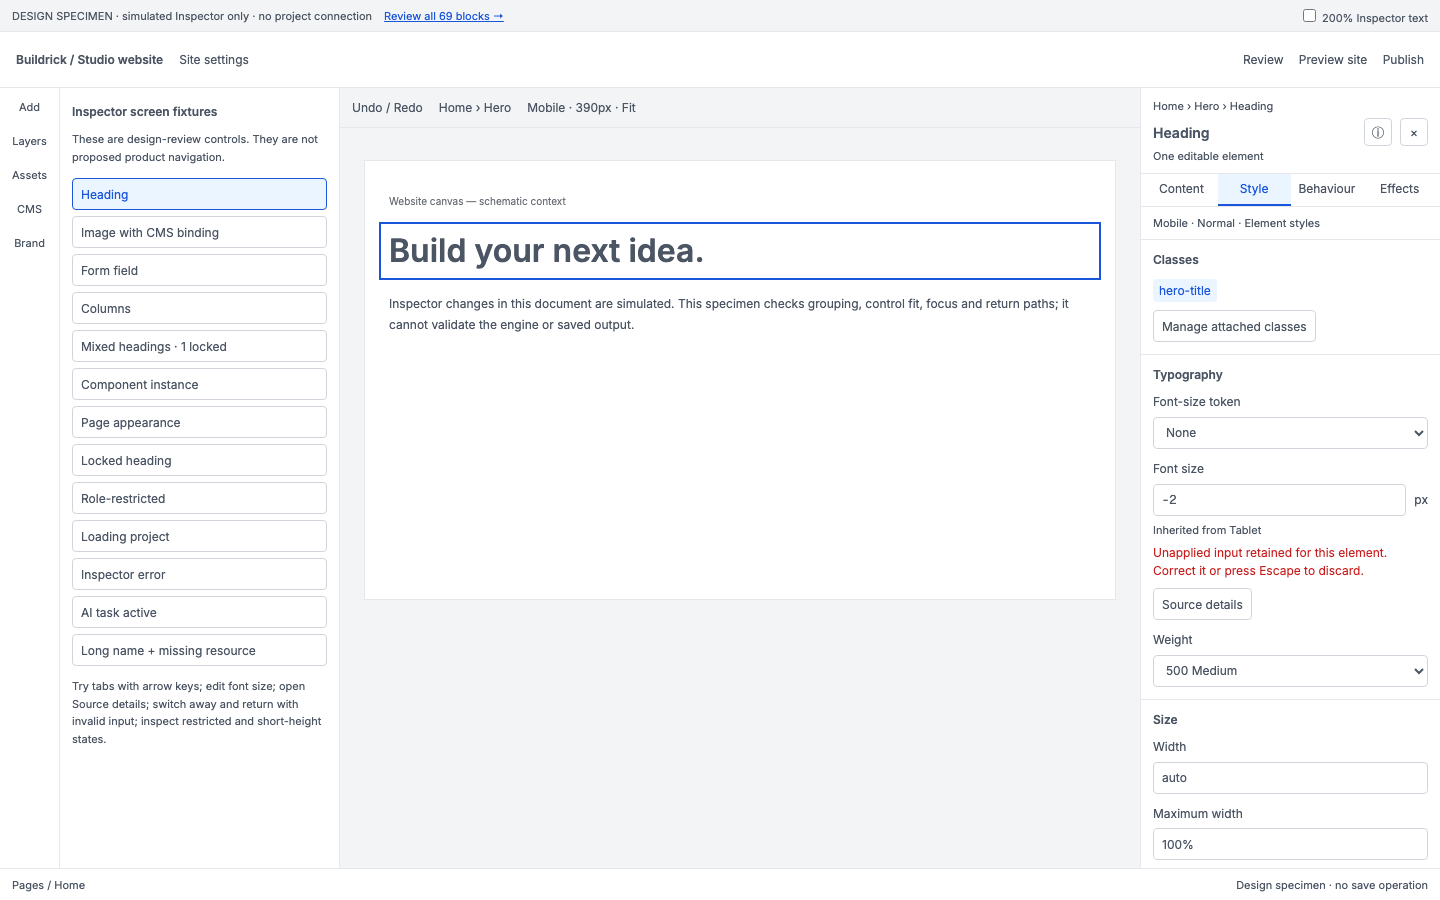 DESIGN SPECIMEN · simulated Inspector only · no project connection
Review all 69 blocks →
200% Inspector text
Buildrick / Studio website
Site settings
Review
Preview site
Publish
Add
Layers
Assets
CMS
Brand
Inspector screen fixtures
These are design-review controls. They are not
proposed product navigation.
Heading
Image with CMS binding
Form field
Columns
Mixed headings · 1 locked
Component instance
Page appearance
Locked heading
Role-restricted
Loading project
Inspector error
AI task active
Long name + missing resource
Try tabs with arrow keys; edit font size; open
Source details; switch away and return with
invalid input; inspect restricted and short-height
states.
Undo / Redo
Home › Hero
Mobile · 390px · Fit
Website canvas — schematic context
Build your next idea.
Inspector changes in this document are simulated. This specimen checks grouping, control fit, focus and return paths; it
cannot validate the engine or saved output.
Home › Hero › Heading
Heading
ⓘ
×
One editable element
Content
Style
Behaviour
Effects
Mobile · Normal · Element styles
Classes
hero-title
Manage attached classes
Typography
Font-size token
None
Font size
-2
px
Inherited from Tablet
Unapplied input retained for this element.
Correct it or press Escape to discard.
Source details
Weight
500 Medium
Size
Width
auto
Maximum width
100%
Pages / Home
Design specimen · no save operation